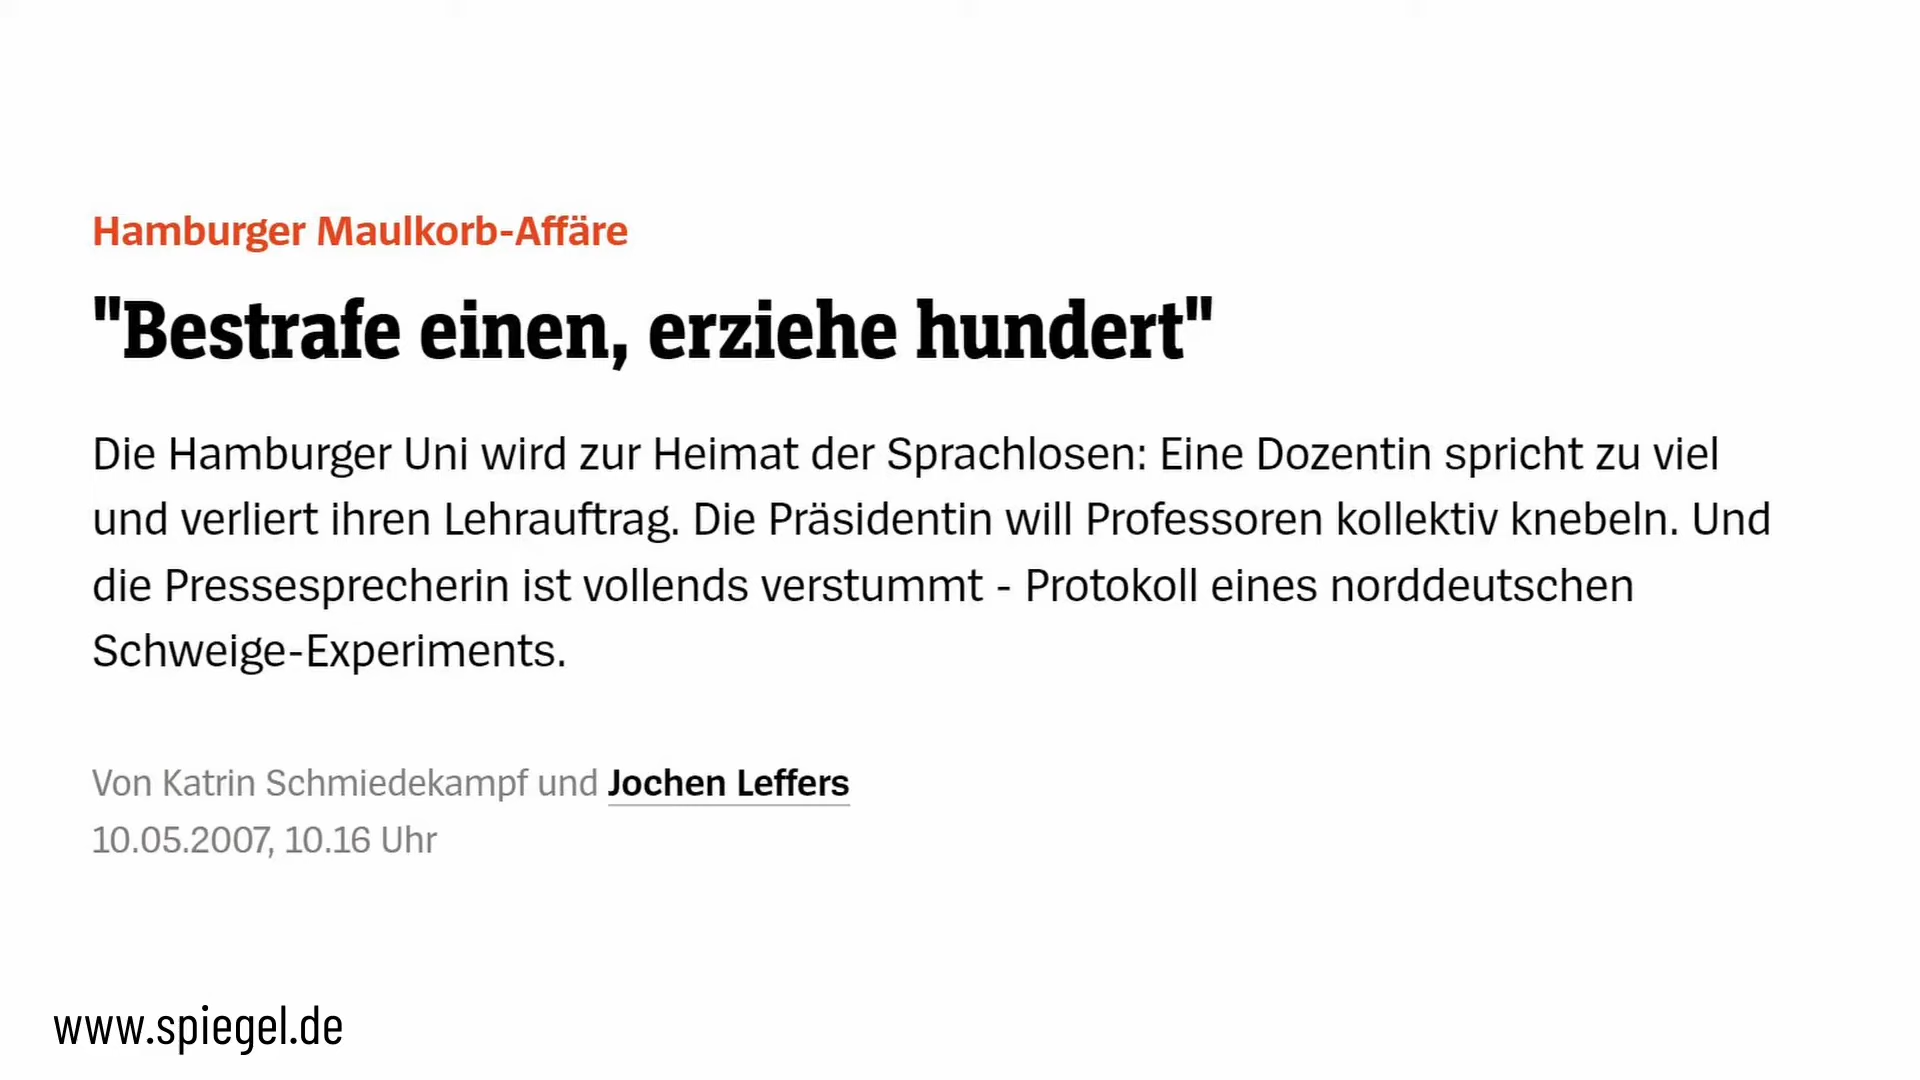 Hamburger Maulkorb-Affäre
"Bestrafe einen, erziehe hundert"
Die Hamburger Uni wird zur Heimat der Sprachlosen: Eine Dozentin spricht zu viel
und verliert ihren Lehrauftrag. Die Präsidentin will Professoren kollektiv knebeln. Und
die Pressesprecherin ist vollends verstummt - Protokoll eines norddeutschen
Schweige-Experiments.
Von Katrin Schmiedekampf und Jochen Leffers
10.05.2007, 10.16 Uhr
www.spiegel.de